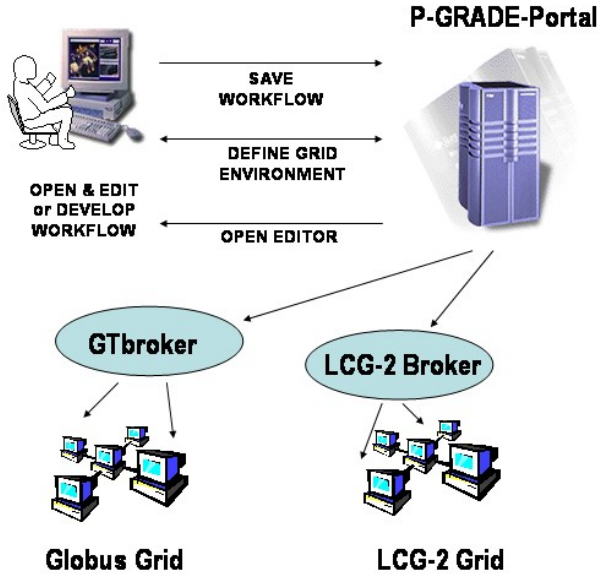 P-GRADE-Portal
SAVE
WORKFLOW
DEFINE GRID
ENVIRONMENT
OPEN & EDIT
or DEVELOP
WORKFLOW
OPEN EDITOR
GTbroker
LCG-2 Broker
Globus Grid
LCG-2 Grid